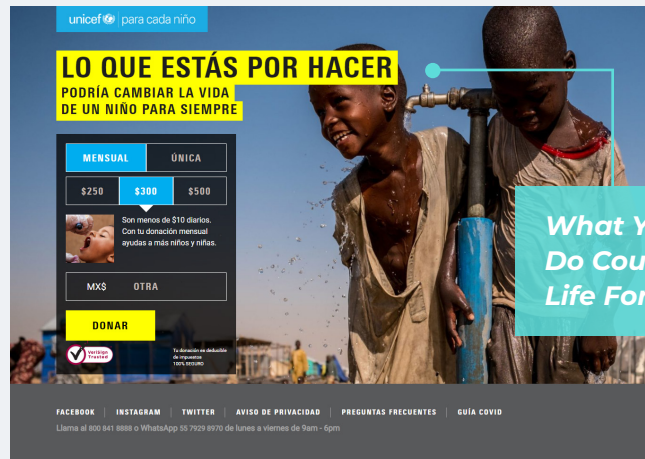 unicef para cada niño
LO QUE ESTÁS POR HACER
PODRÍA CAMBIAR LA VIDA
DE UN NIÑO PARA SIEMPRE
MENSUAL ÚNICA
$250 $300 $500
Son menos de $10 diarios.
Con tu donación mensual
ayudas a más niños y niñas.
MX$ OTRA
DONAR
VeriSign
Trusted
Tu donación es deducible
de impuestos
100% SEGURO
What Y
Do Cou
Life For
FACEBOOK | INSTAGRAM | TWITTER | AVISO DE PRIVACIDAD | PREGUNTAS FRECUENTES | GUÍA COVID
Llama al 800 841 8888 o WhatsApp 55 7929 8970 de lunes a viernes de 9am - 6pm